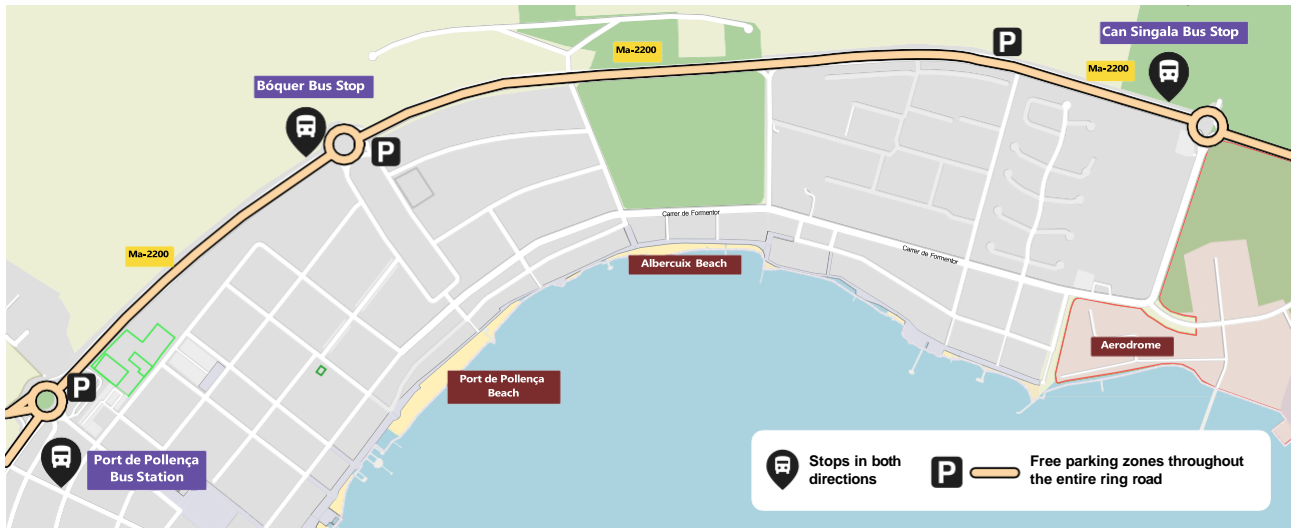 Ma-2200
P
Can Singala Bus Stop
Ma-2200
Bóquer Bus Stop
P
Carrer de Formentor
Ma-2200
Carrer de Formentor
Albercuix Beach
Aerodrome
Port de Pollença
Beach
P
Port de Pollença
Bus Station
Stops in both
directions
P
Free parking zones throughout
the entire ring road